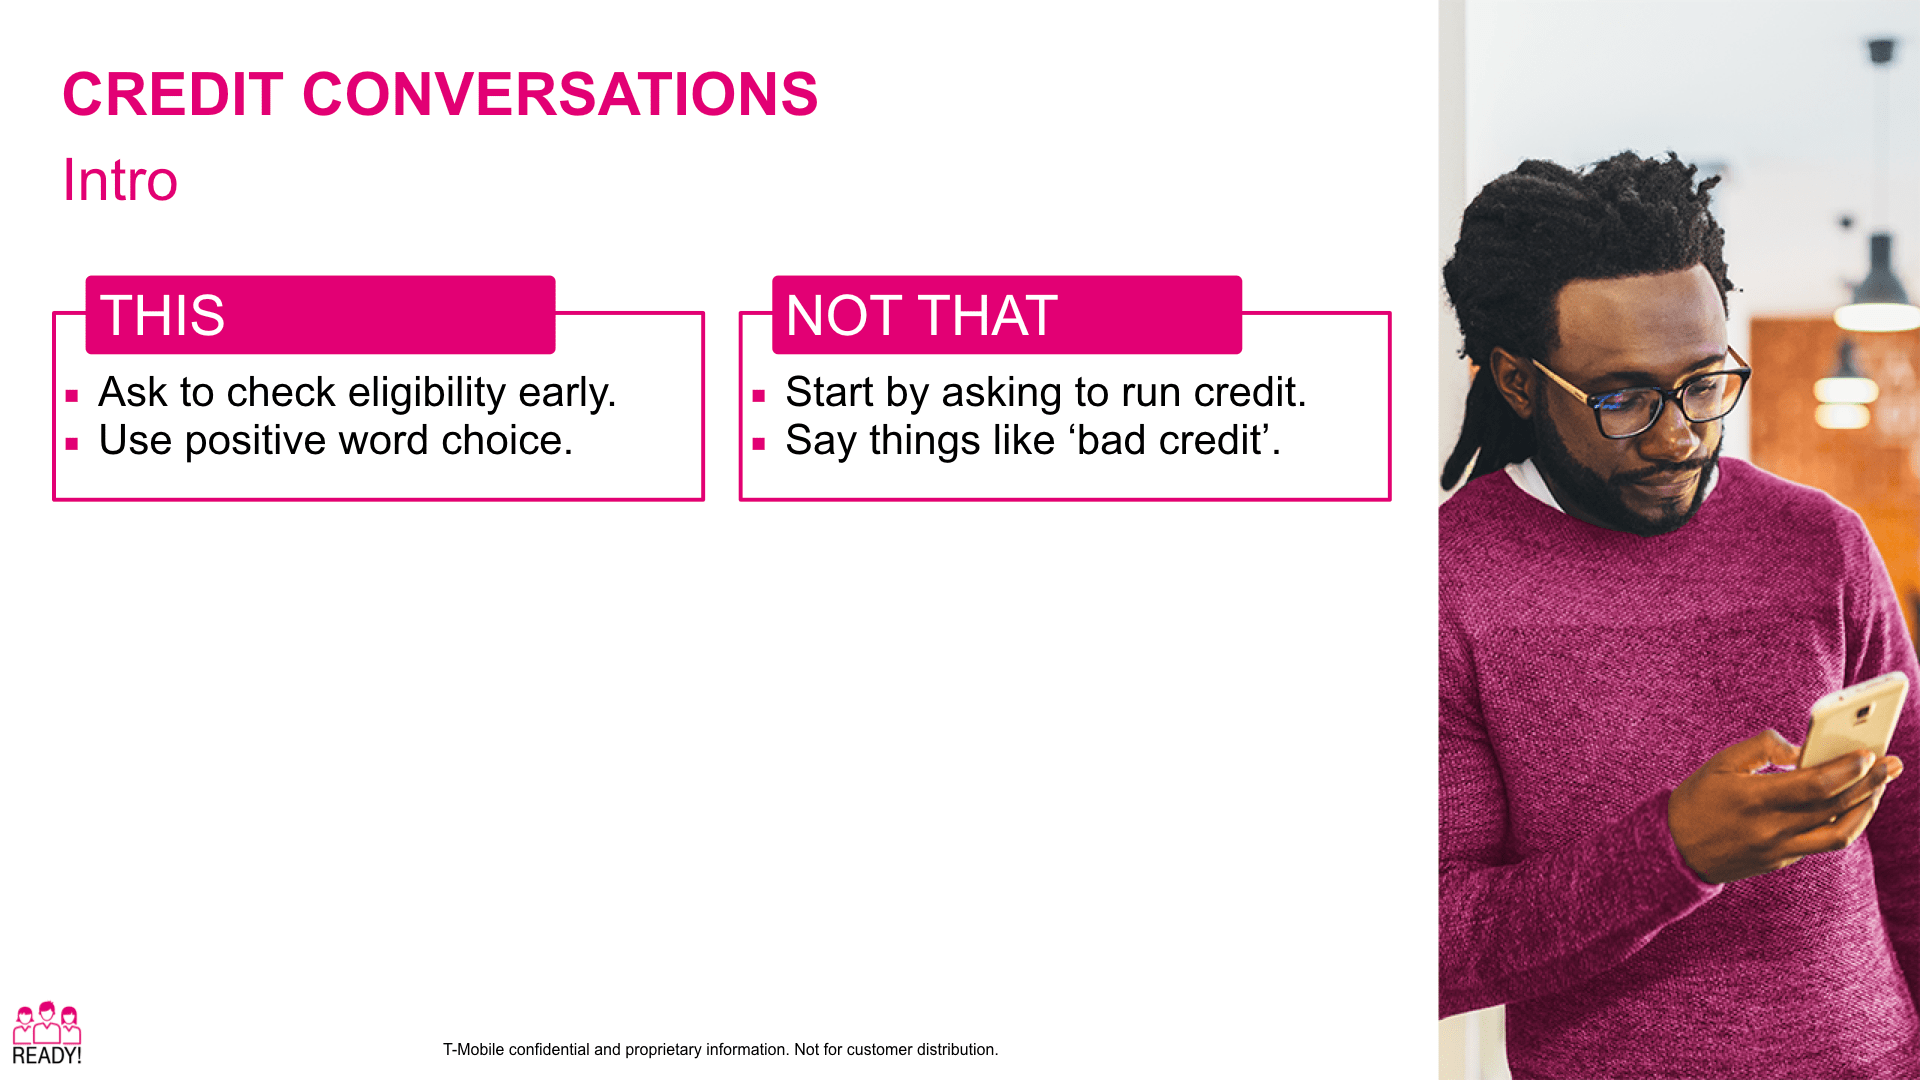 CREDIT CONVERSATIONS
Intro
THIS
▪ Ask to check eligibility early.
▪ Use positive word choice.
NOT THAT
▪ Start by asking to run credit.
▪ Say things like ‘bad credit’.
READY!
T-Mobile confidential and proprietary information. Not for customer distribution.